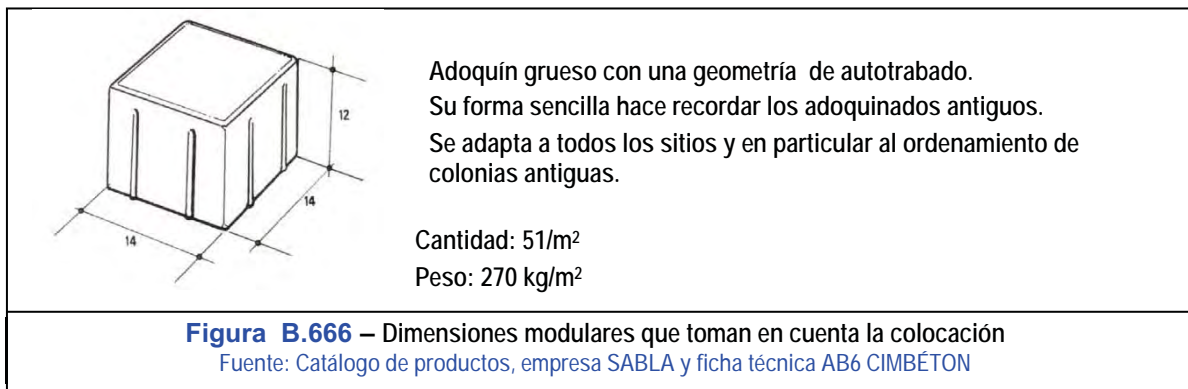 Adoquín grueso con una geometría de autotrabado.
Su forma sencilla hace recordar los adoquinados antiguos.
Se adapta a todos los sitios y en particular al ordenamiento de
colonias antiguas.
12
14
14
Cantidad: 51/m²
Peso: 270 kg/m²
Figura B.666 – Dimensiones modulares que toman en cuenta la colocación
Fuente: Catálogo de productos, empresa SABLA y ficha técnica AB6 CIMBÉTON